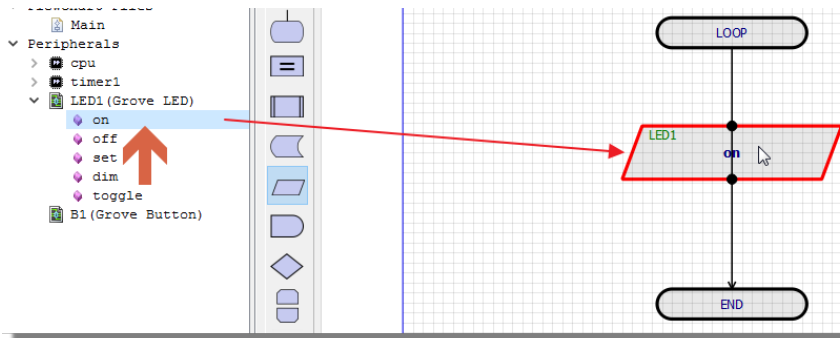 Main
Peripherals
cpu
timer1
LED1(Grove LED)
on
off
set
dim
toggle
B1(Grove Button)
LOOP
LED1
on
END